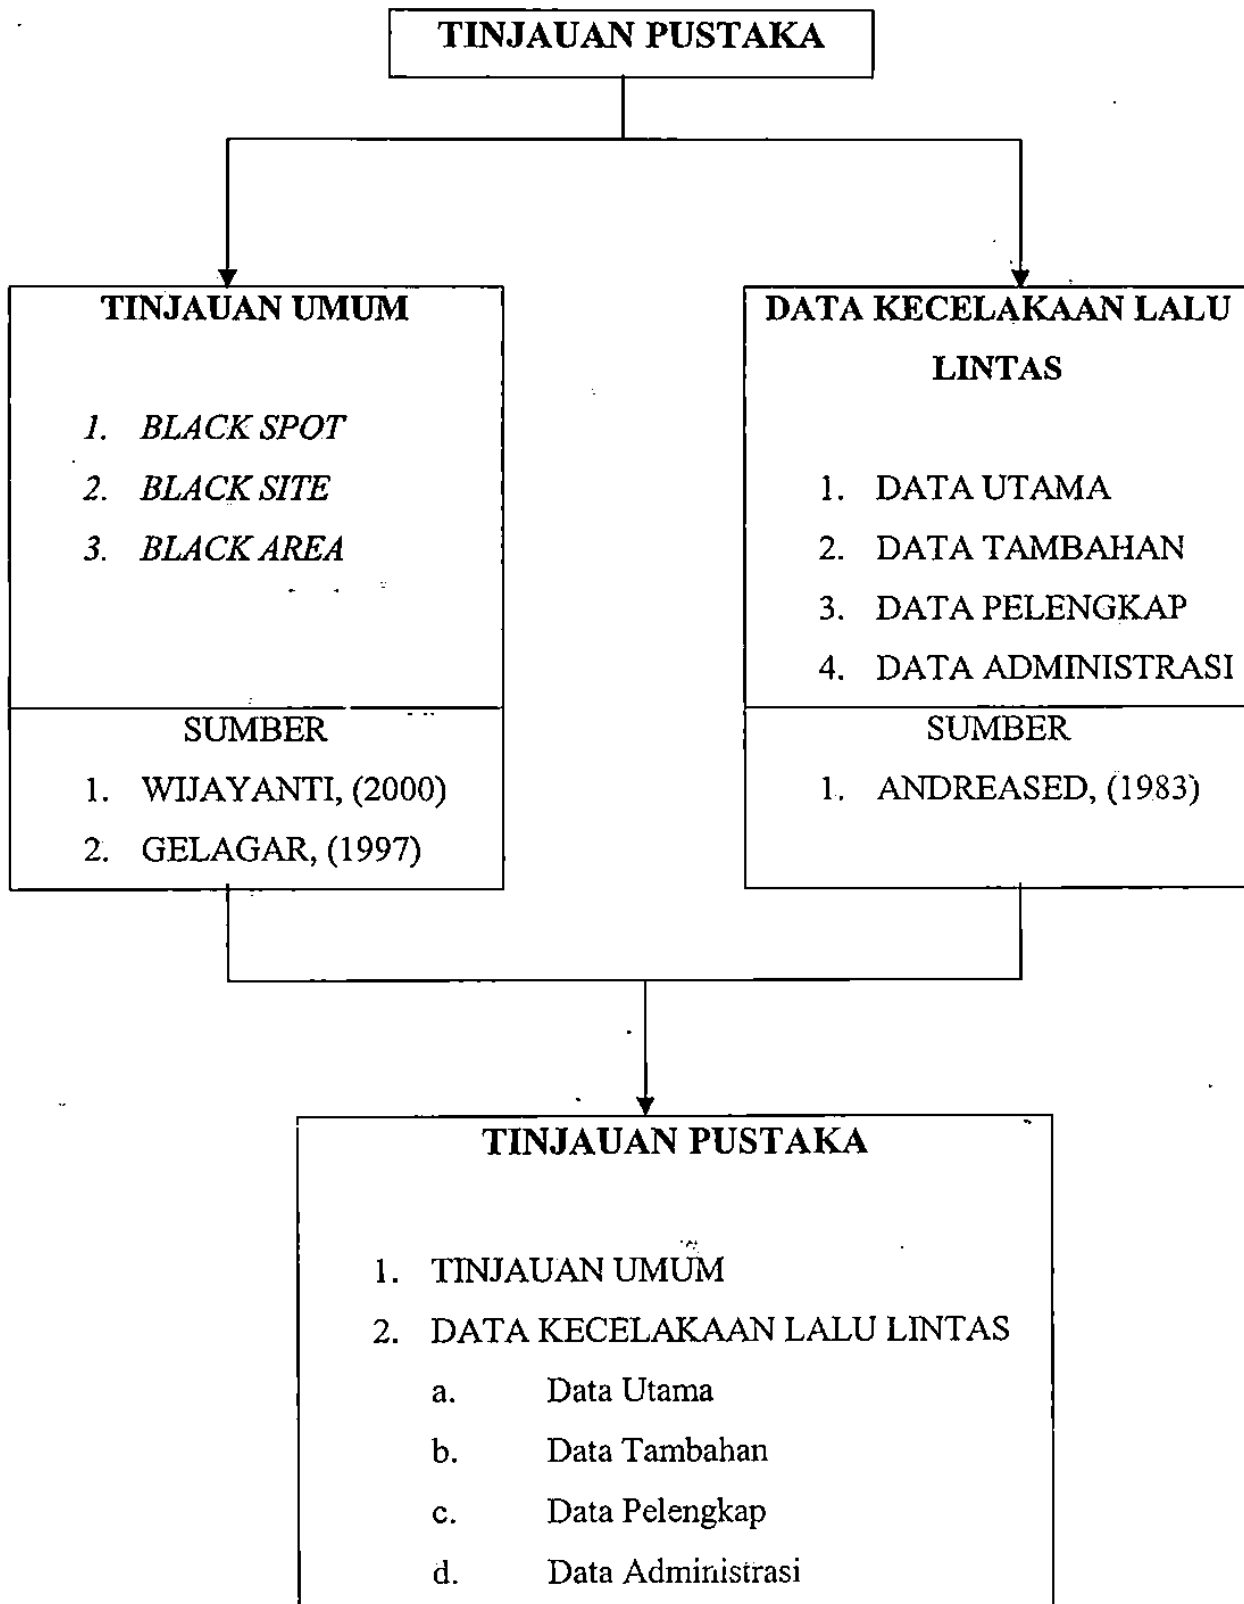 TINJAUAN PUSTAKA
TINJAUAN UMUM
1. BLACK SPOT
2. BLACK SITE
3. BLACK AREA
SUMBER
1. WIJAYANTI, (2000)
2. GELAGAR, (1997)
DATA KECELAKAAN LALU
LINTAS
1. DATA UTAMA
2. DATA TAMBAHAN
3. DATA PELENGKAP
4. DATA ADMINISTRASI
SUMBER
1. ANDREASED, (1983)
TINJAUAN PUSTAKA
1. TINJAUAN UMUM
2. DATA KECELAKAAN LALU LINTAS
a. Data Utama
b. Data Tambahan
c. Data Pelengkap
d. Data Administrasi